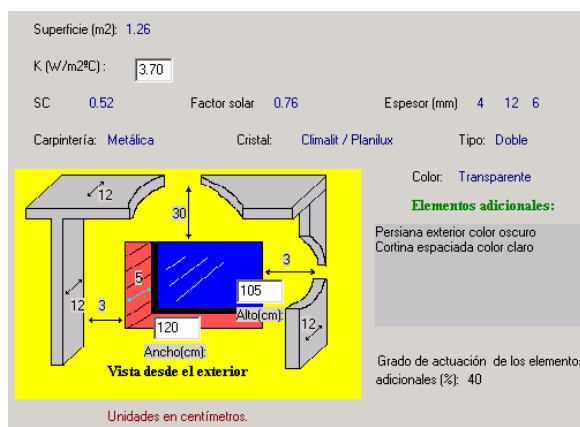 Superficie (m2): 1.26
K (W/m2ºC) : 3.70
SC 0.52 Factor solar 0.76 Espesor (mm) 4 12 6
Carpintería: Metálica Cristal: Climalit / Planilux Tipo: Doble
Color: Transparente
Elementos adicionales:
Persiana exterior color oscuro
Cortina espaciada color claro
12
30
3
5
105
Alto(cm):
12 3
120
12
Ancho(cm):
Vista desde el exterior
Grado de actuación de los elementos
adicionales (%): 40
Unidades en centímetros.